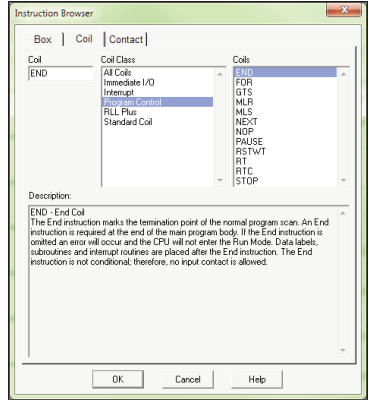 Instruction Browser
Box Coil Contact
Coil Coil Class Coils
END
All Coils
Immediate I/O
Interrupt
Program Control
RLL Plus
Standard Coil
END
FOR
GTS
MLR
MLS
NEXT
NOP
PAUSE
RSTWT
RT
RTC
STOP
Description:
END - End Coil
The End instruction marks the termination point of the normal program scan. An End
instruction is required at the end of the main program body. If the End instruction is
omitted an error will occur and the CPU will not enter the Run Mode. Data labels,
subroutines and interrupt routines are placed after the End instruction. The End
instruction is not conditional; therefore, no input contact is allowed.
OK Cancel Help